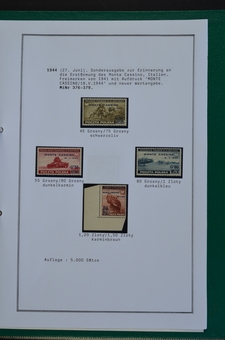 1944 (27. Juni). Sonderausgabe zur Erinnerung an
die Erstürmung des Monte Cassino, Italien.
Freimarken von 1941 mit Aufdruck "MONTE
CASSINO/18.V.1944" und neuer Wertangabe.
MiNr 376-379.
45 Groszy/75 Groszy
schwarzoliv
55 Groszy/80 Groszy
dunkelkarmin
80 Groszy/1 Zloty
dunkelblau
1,20 Zloty/1,50 Zloty
karminbraun
Auflage : 5.000 Sätze